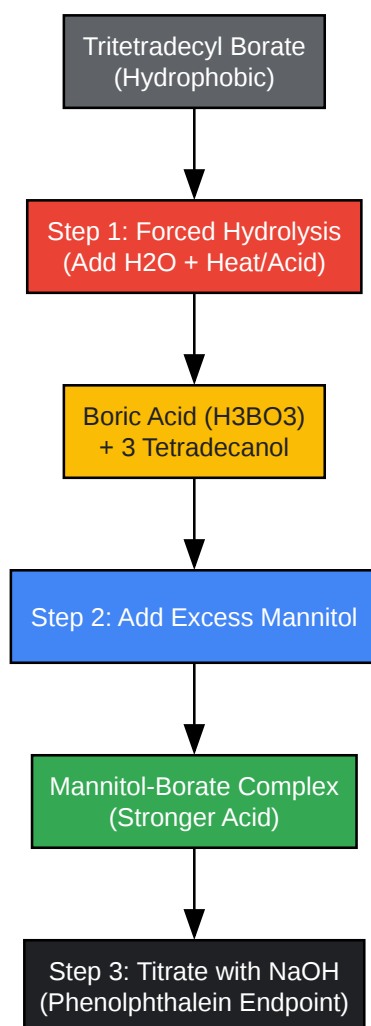 Tritetradecyl Borate
(Hydrophobic)
Step 1: Forced Hydrolysis
(Add H2O + Heat/Acid)
Boric Acid (H3BO3)
+ 3 Tetradecanol
Step 2: Add Excess Mannitol
Mannitol-Borate Complex
(Stronger Acid)
Step 3: Titrate with NaOH
(Phenolphthalein Endpoint)